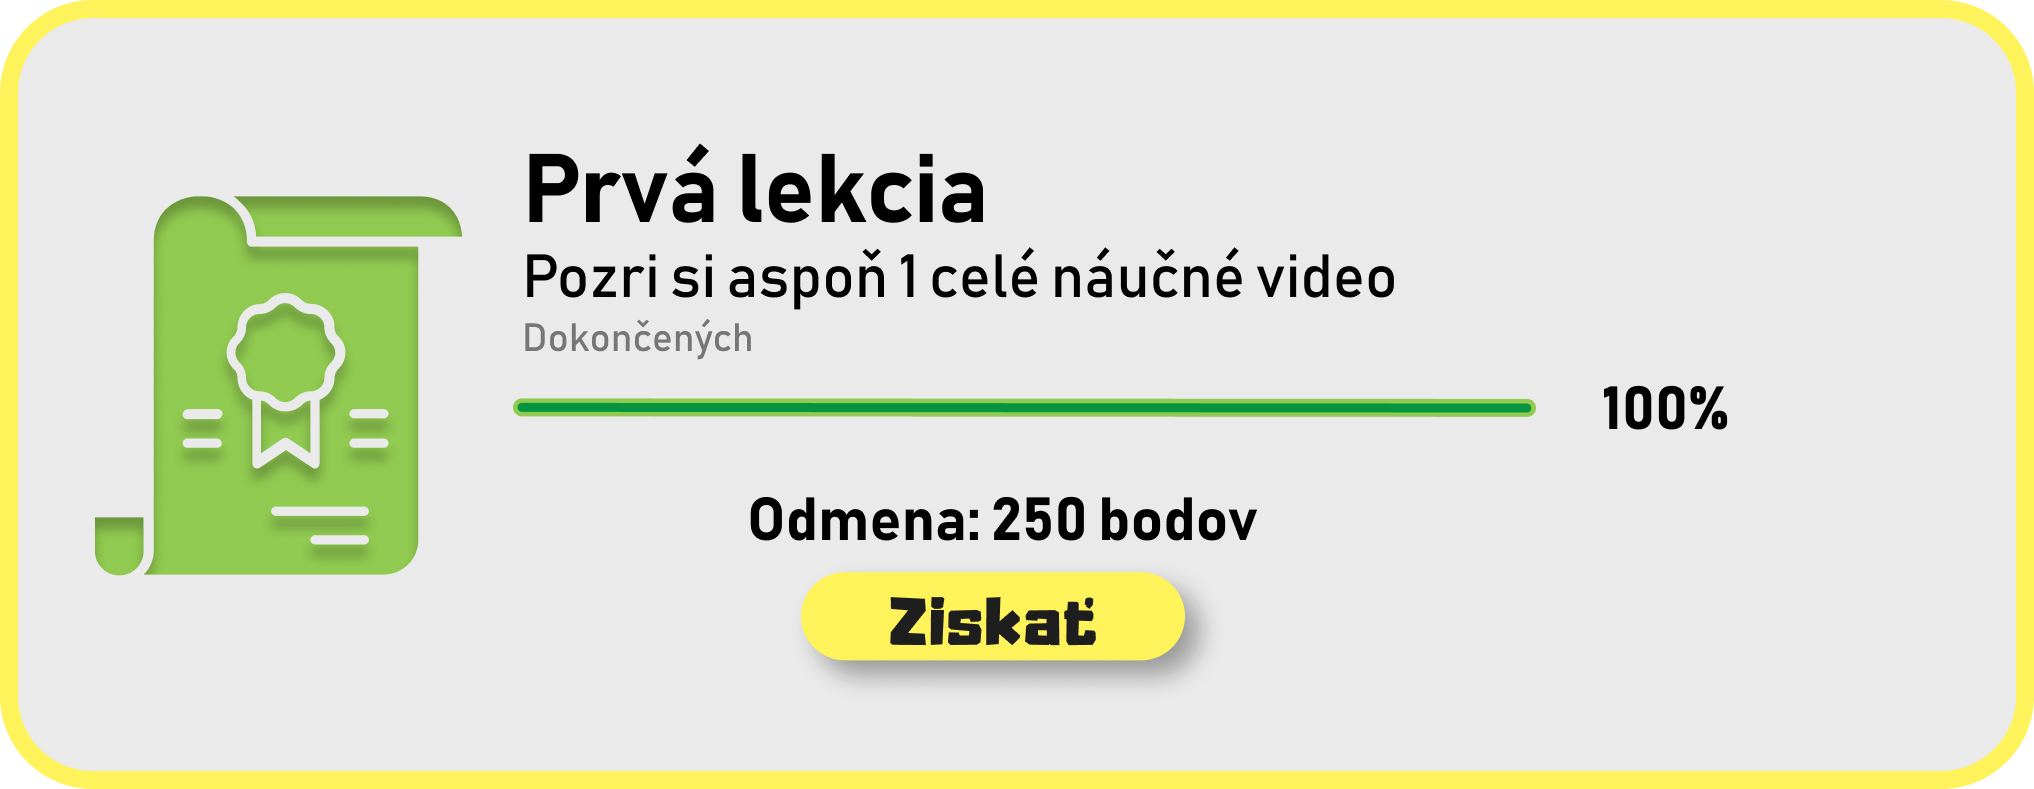 Prvá lekcia
Pozri si aspoň 1 celé náučné video
Dokončených
100%
Odmena: 250 bodov
Získať